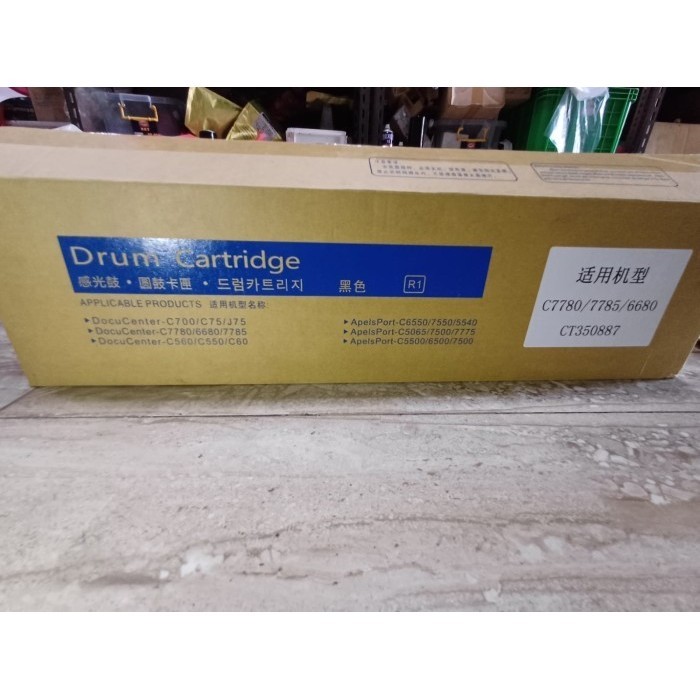 Drum Cartridge
感光鼓・圓鼓卡匣・드럼카트리지 黑色 R1
APPLICABLE PRODUCTS 适用机型名称:
▸DocuCenter-C700/C75/J75
▸DocuCenter-C7780/6680/7785
▸DocuCenter-C560/C550/C60
▸ApelsPort-C6550/7550/5540
▸ApelsPort-C5065/7500/7775
▸ApelsPort-C5500/6500/7500
适用机型
C7780/7785/6680
CT350887